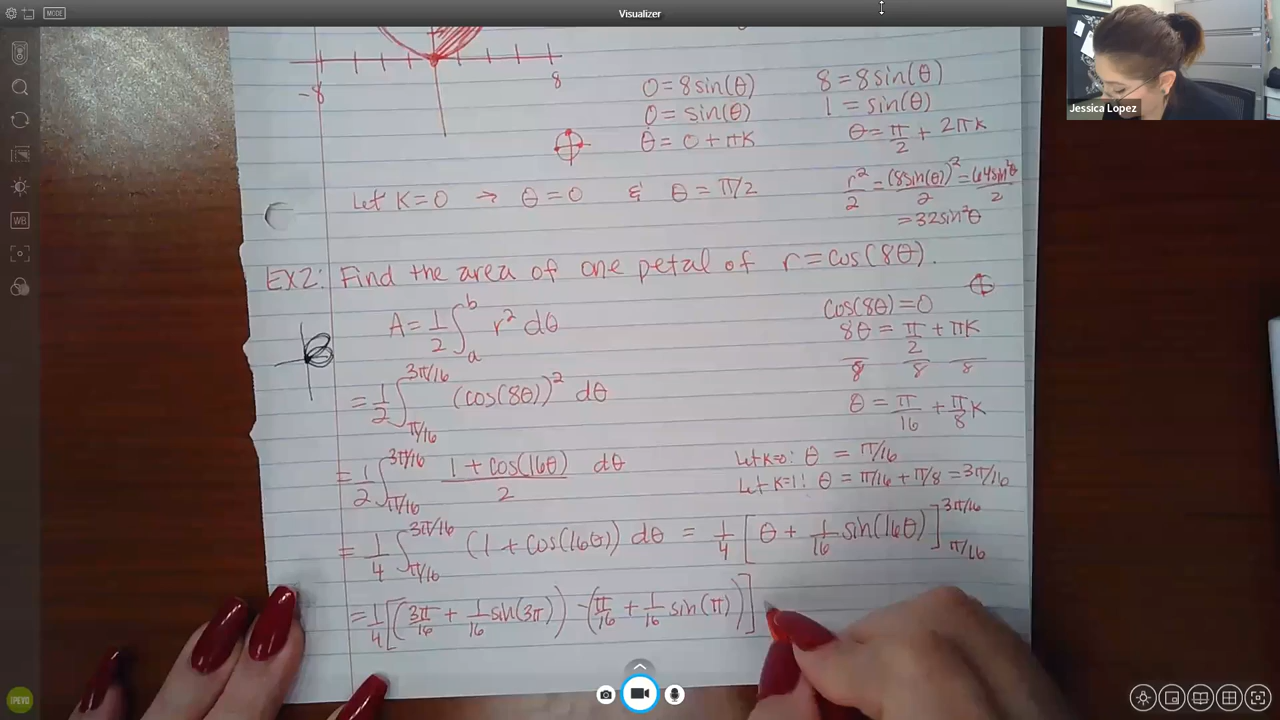 MODE
Visualizer
Jessica Lopez
-8
8
0 = 8sin(θ)
0 = sin(θ)
θ = 0 + πK
8 = 8sin(θ)
1 = sin(θ)
θ = π/2 + 2πK
Let K=0 → θ = 0 & θ = π/2
r²/2 = (8sin(θ))²/2 = 64sin²θ/2
= 32sin²θ
EX2: Find the area of one petal of r = cos(8θ).
A = 1/2 ∫_a^b r² dθ
= 1/2 ∫_{π/16}^{3π/16} (cos(8θ))² dθ
= 1/2 ∫_{π/16}^{3π/16} (1 + cos(16θ))/2 dθ
cos(8θ) = 0
8θ = π/2 + πK
8 8 8
θ = π/16 + π/8 K
Let K=0: θ = π/16
Let K=1: θ = π/16 + π/8 = 3π/16
= 1/4 ∫_{π/16}^{3π/16} (1 + cos(16θ)) dθ = 1/4 [θ + 1/16 sin(16θ)]_{π/16}^{3π/16}
= 1/4 [(3π/16 + 1/16 sin(3π)) - (π/16 + 1/16 sin(π))]
WB
IPEVO